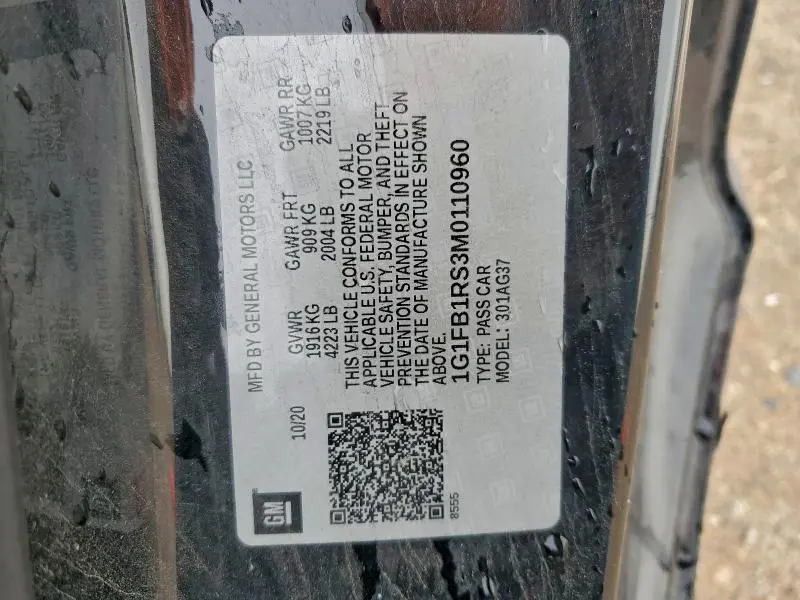 MFD BY GENERAL MOTORS LLC
10/20
GVWR GAWR FRT GAWR RR
1916 KG 909 KG 1007 KG
4223 LB 2004 LB 2219 LB
THIS VEHICLE CONFORMS TO ALL
APPLICABLE U.S. FEDERAL MOTOR
VEHICLE SAFETY, BUMPER, AND THEFT
PREVENTION STANDARDS IN EFFECT ON
THE DATE OF MANUFACTURE SHOWN
ABOVE.
1G1FB1RS3M0110960
TYPE: PASS CAR
MODEL: 301AG37
GM
8555